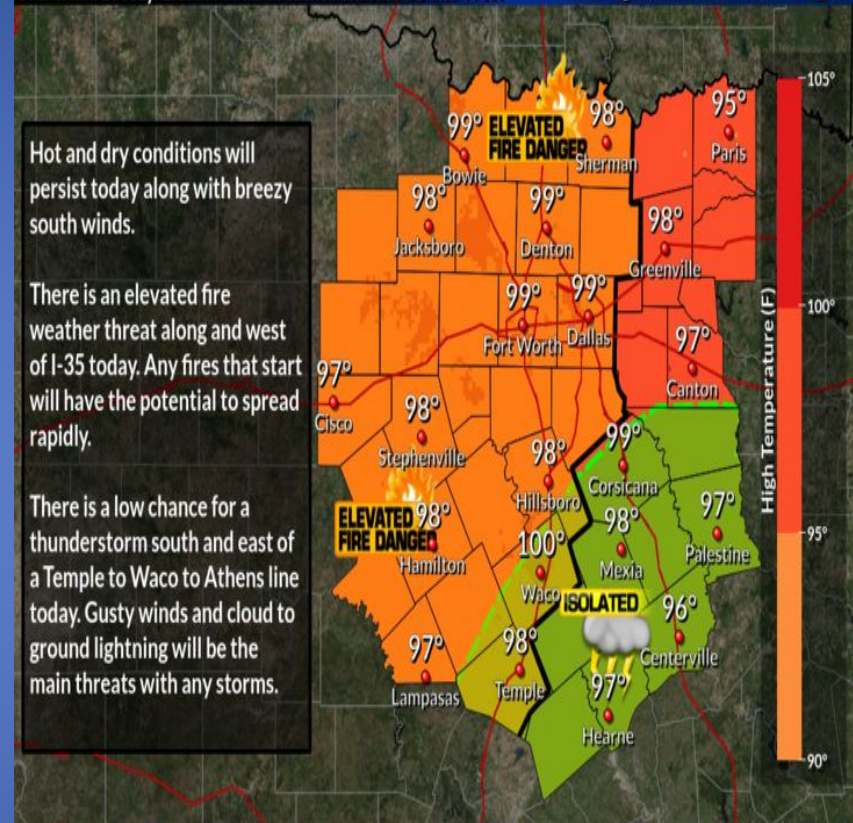 Hot and dry conditions will
persist today along with breezy
south winds.
There is an elevated fire
weather threat along and west
of I-35 today. Any fires that start
will have the potential to spread
rapidly.
There is a low chance for a
thunderstorm south and east of
a Temple to Waco to Athens line
today. Gusty winds and cloud to
ground lightning will be the
main threats with any storms.
99°
Bowie
ELEVATED
FIRE DANGER
98°
Sherman
95°
Paris
98°
Jacksboro
99°
Denton
98°
Greenville
99°
Fort Worth
99°
Dallas
97°
Canton
97°
Cisco
98°
Stephenville
98°
Hillsboro
99°
Corsicana
ELEVATED
FIRE DANGER
98°
Hamilton
100°
Waco
98°
Mexia
97°
Palestine
ISOLATED
96°
Centerville
97°
Lampasas
98°
Temple
97°
Hearne
105°
100°
95°
90°
High Temperature (F)